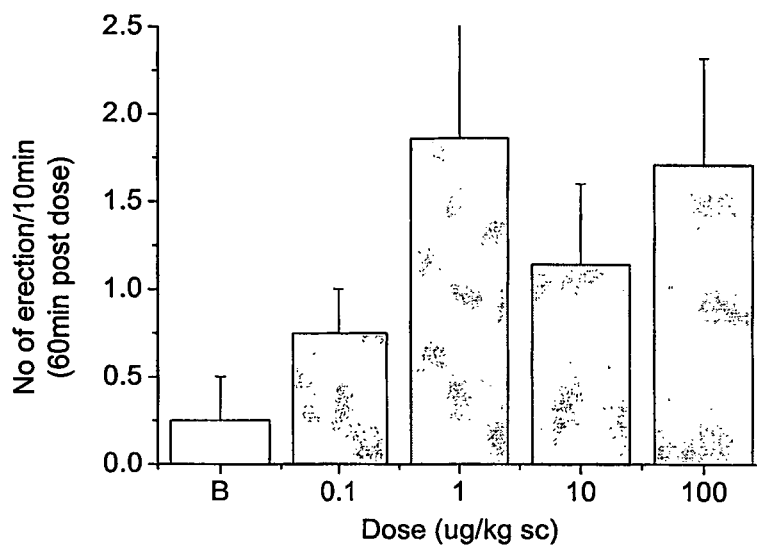 No of erection/10min
(60min post dose)
2.5
2.0
1.5
1.0
0.5
0.0
B 0.1 1 10 100
Dose (ug/kg sc)